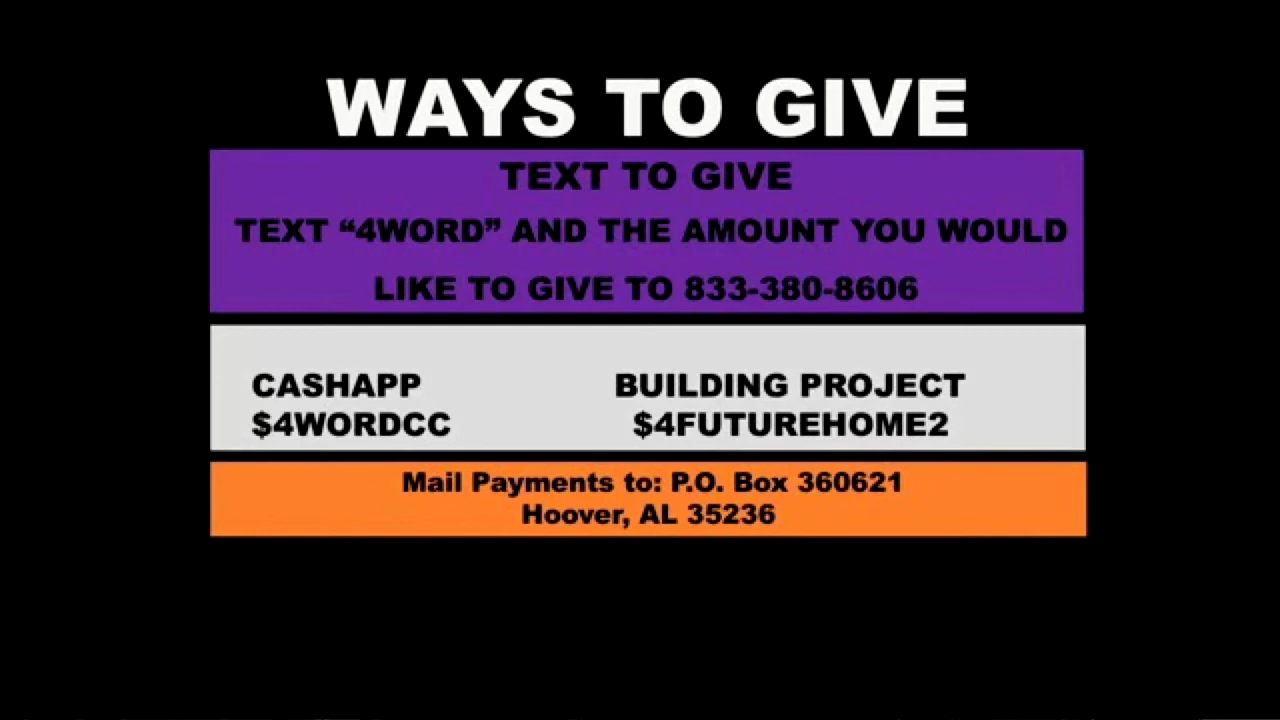 WAYS TO GIVE
TEXT TO GIVE
TEXT “4WORD” AND THE AMOUNT YOU WOULD
LIKE TO GIVE TO 833-380-8606
CASHAPP
$4WORDCC
BUILDING PROJECT
$4FUTUREHOME2
Mail Payments to: P.O. Box 360621
Hoover, AL 35236